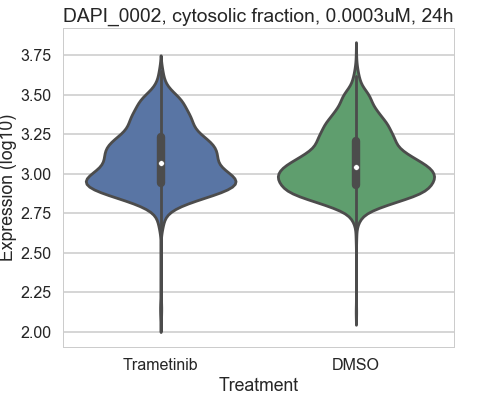 DAPI_0002, cytosolic fraction, 0.0003uM, 24h
Expression (log10)
3.75
3.50
3.25
3.00
2.75
2.50
2.25
2.00
Trametinib DMSO
Treatment